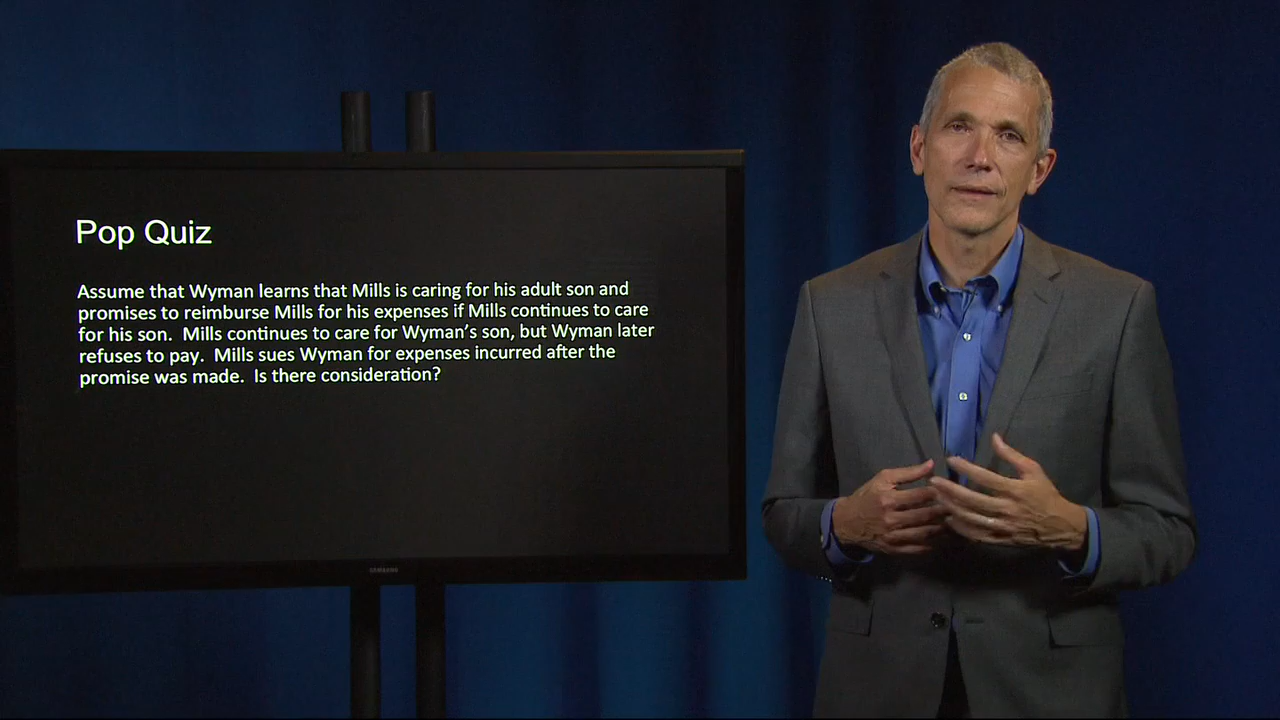 Pop Quiz
Assume that Wyman learns that Mills is caring for his adult son and
promises to reimburse Mills for his expenses if Mills continues to care
for his son.  Mills continues to care for Wyman's son, but Wyman later
refuses to pay.  Mills sues Wyman for expenses incurred after the
promise was made.  Is there consideration?
SAMSUNG